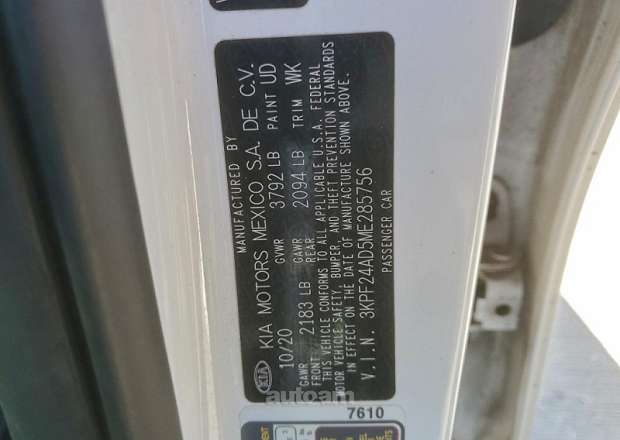 MANUFACTURED BY
KIA KIA MOTORS MEXICO S.A. DE C.V.
10/20 GVWR 3792 LB PAINT UD
GAWR FRONT 2183 LB GAWR REAR 2094 LB TRIM WK
THIS VEHICLE CONFORMS TO ALL APPLICABLE U.S.A. FEDERAL
MOTOR VEHICLE SAFETY, BUMPER, AND THEFT PREVENTION STANDARDS
IN EFFECT ON THE DATE OF MANUFACTURE SHOWN ABOVE.
V.I.N. 3KPF24AD5ME285756
PASSENGER CAR
autoam
7610